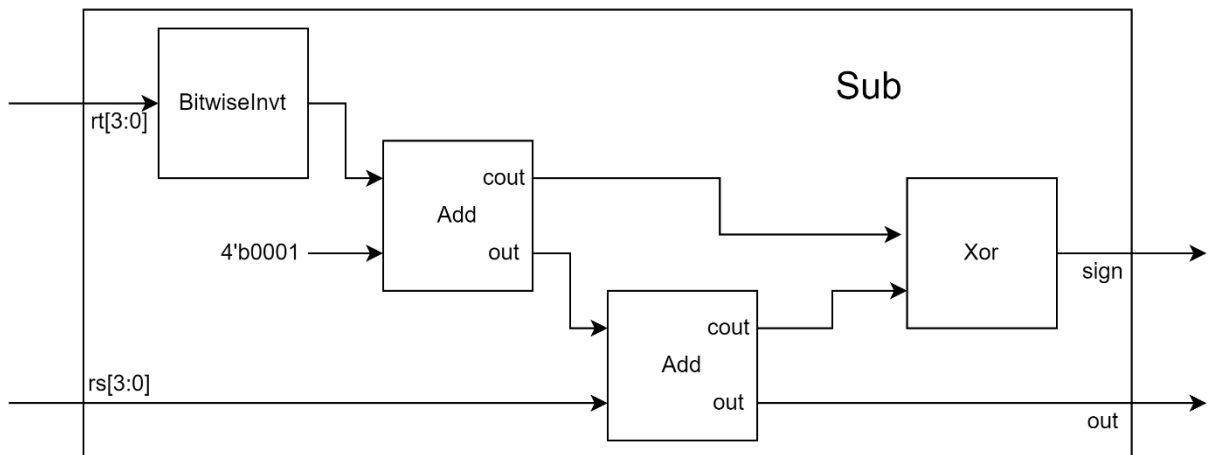 Sub
BitwiseInvt
rt[3:0]
cout
Add
4'b0001
out
Xor
sign
cout
Add
rs[3:0]
out
out